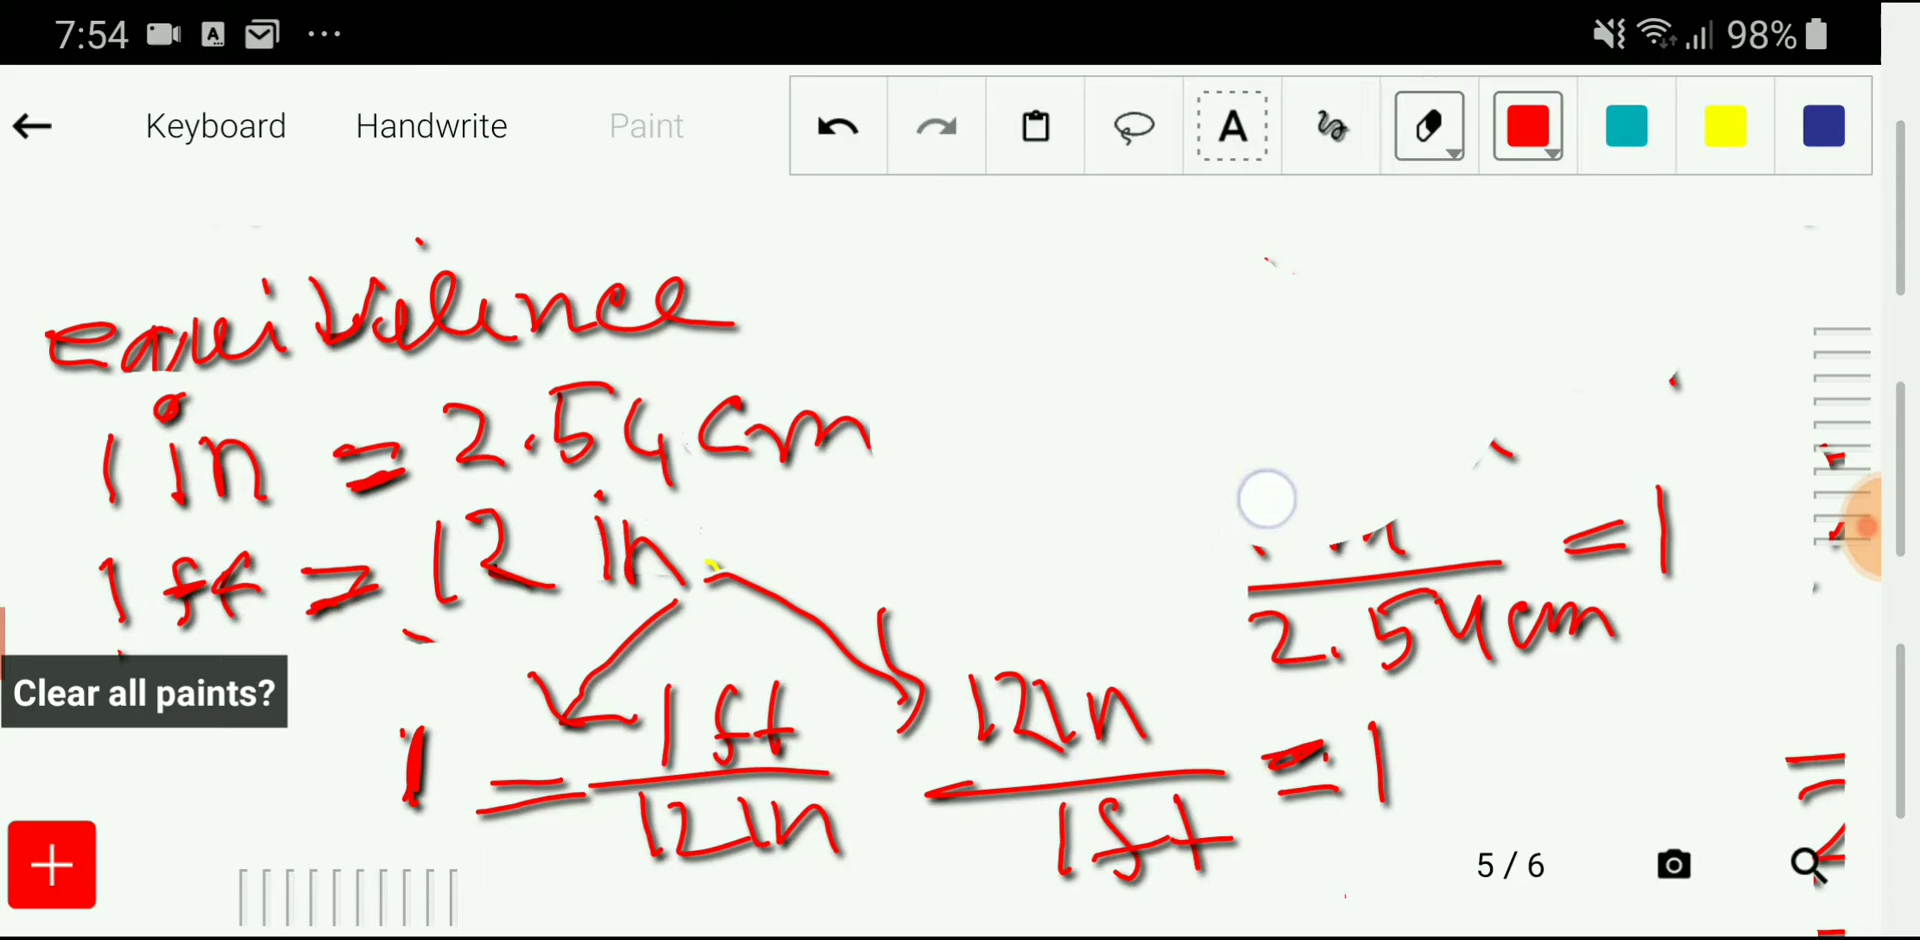 7:54 98%
Keyboard Handwrite Paint A
equivalence
1 in = 2.54 cm
1 ft = 12 in
= 1
2.54 cm
Clear all paints?
1 = 1 ft 12 in = 1
12 in 1 ft
5 / 6